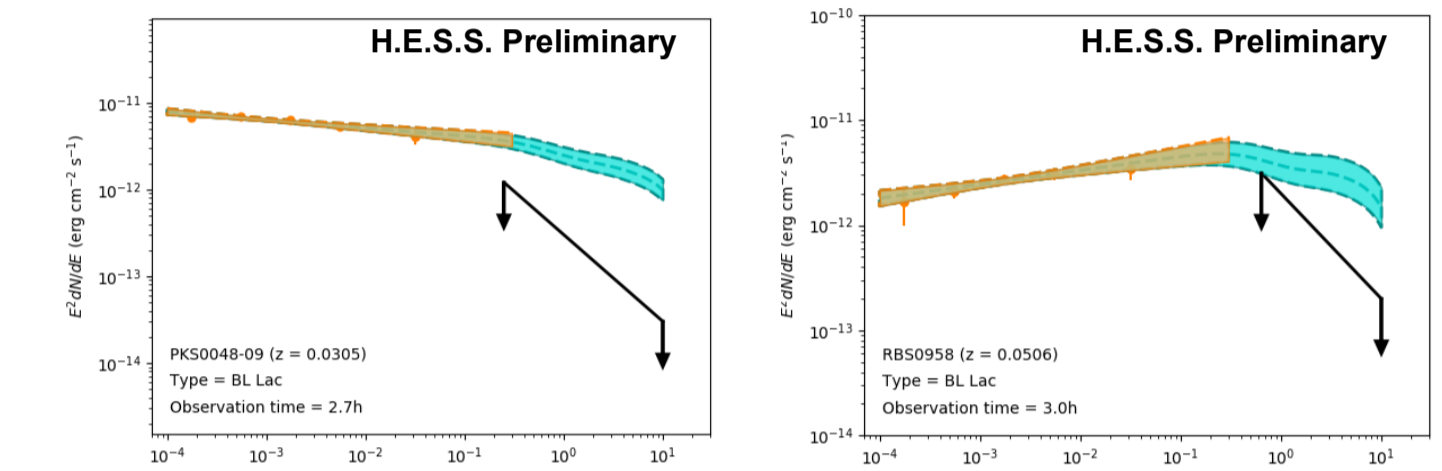 H.E.S.S. Preliminary
10⁻¹¹
10⁻¹²
10⁻¹³
10⁻¹⁴
E²dN/dE (erg cm⁻² s⁻¹)
PKS0048-09 (z = 0.0305)
Type = BL Lac
Observation time = 2.7h
10⁻⁴ 10⁻³ 10⁻² 10⁻¹ 10⁰ 10¹
H.E.S.S. Preliminary
10⁻¹⁰
10⁻¹¹
10⁻¹²
10⁻¹³
10⁻¹⁴
E²dN/dE (erg cm⁻² s⁻¹)
RBS0958 (z = 0.0506)
Type = BL Lac
Observation time = 3.0h
10⁻⁴ 10⁻³ 10⁻² 10⁻¹ 10⁰ 10¹